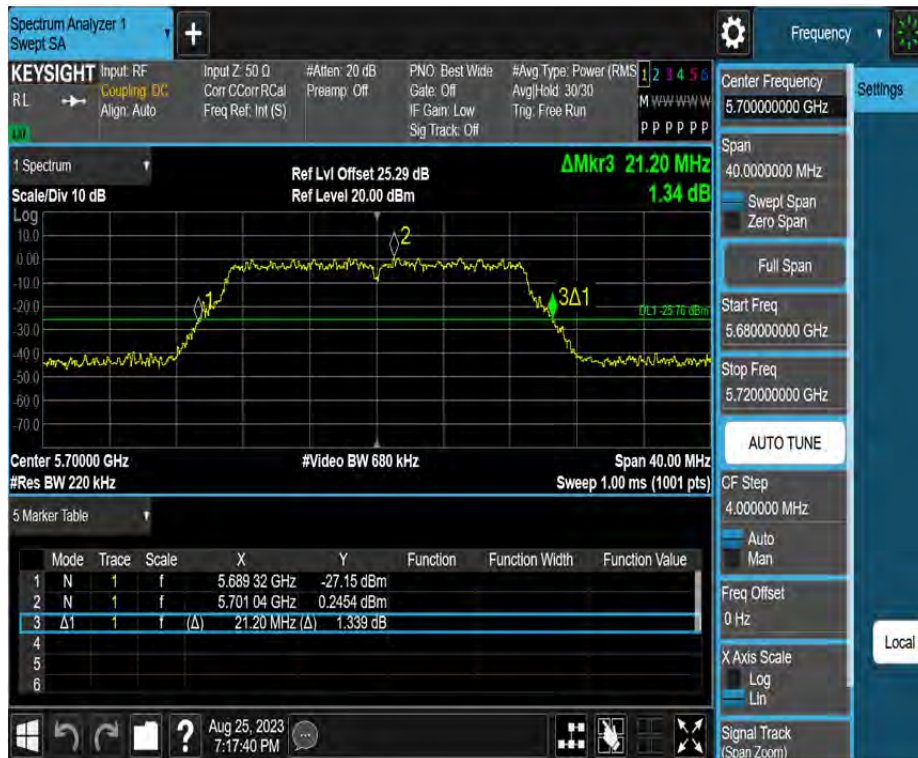 Spectrum Analyzer 1
Swept SA
+
Frequency
KEYSIGHT Input: RF Input Z: 50 Ω #Atten: 20 dB PNO: Best Wide #Avg Type: Power (RMS 1 2 3 4 5 6
RL Coupling: DC Corr CCorr RCal Preamp: Off Gate: Off Avg|Hold: 30/30 M W W W W W
Align: Auto Freq Ref: Int (S) IF Gain: Low Trig: Free Run
Sig Track: Off P P P P P P
1 Spectrum
Ref Lvl Offset 25.29 dB ΔMkr3 21.20 MHz
Scale/Div 10 dB Ref Level 20.00 dBm 1.34 dB
Log
10.0
0.00
-10.0
-20.0
-30.0
-40.0
-50.0
-60.0
-70.0
1
2
3Δ1
DL1 -25.76 dBm
Center 5.70000 GHz #Video BW 680 kHz Span 40.00 MHz
#Res BW 220 kHz Sweep 1.00 ms (1001 pts)
5 Marker Table
Mode Trace Scale X Y Function Function Width Function Value
1 N 1 f 5.689 32 GHz -27.15 dBm
2 N 1 f 5.701 04 GHz 0.2454 dBm
3 Δ1 1 f (Δ) 21.20 MHz (Δ) 1.339 dB
4
5
6
Aug 25, 2023
7:17:40 PM
?
Center Frequency
5.700000000 GHz
Settings
Span
40.0000000 MHz
Swept Span
Zero Span
Full Span
Start Freq
5.680000000 GHz
Stop Freq
5.720000000 GHz
AUTO TUNE
CF Step
4.000000 MHz
Auto
Man
Freq Offset
0 Hz
Local
X Axis Scale
Log
Lin
Signal Track
(Span Zoom)